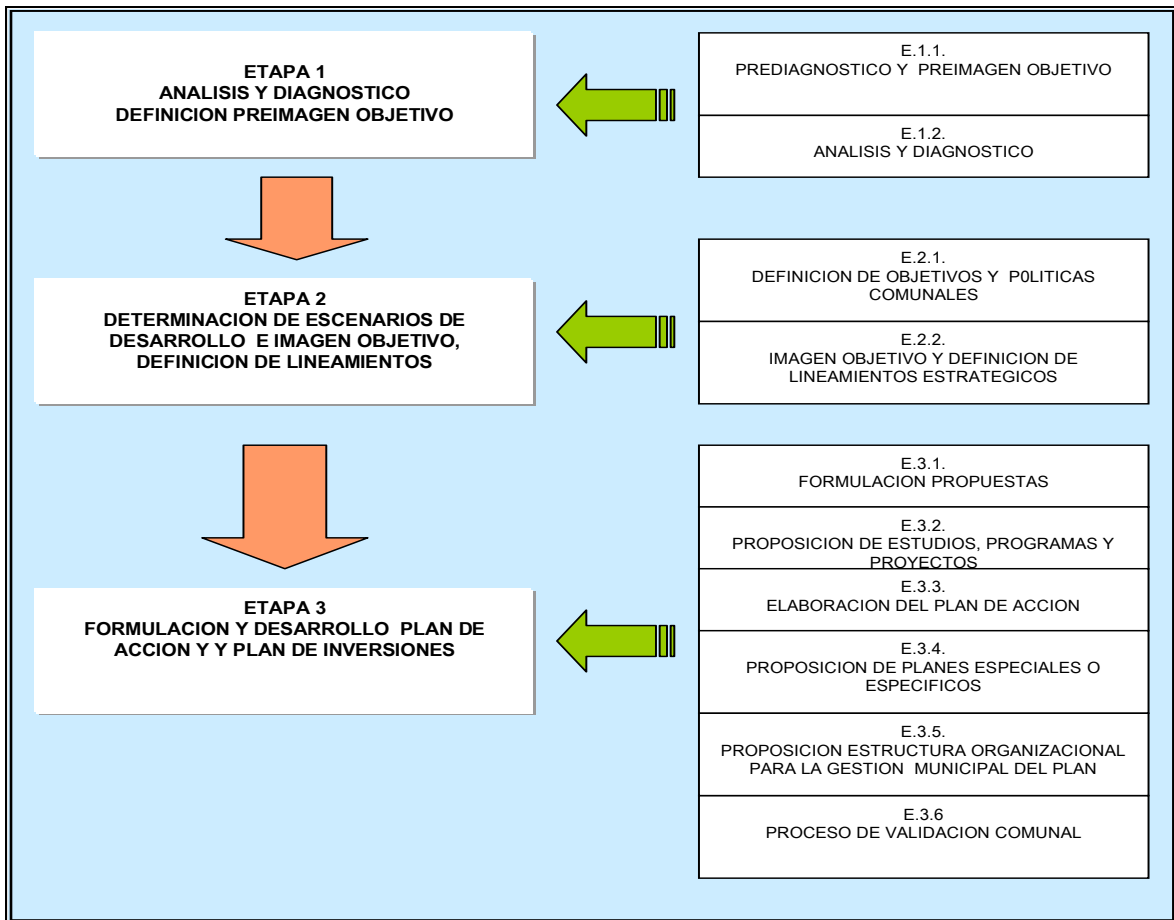 ETAPA 1
ANALISIS Y DIAGNOSTICO
DEFINICION PREIMAGEN OBJETIVO
E.1.1.
PREDIAGNOSTICO Y PREIMAGEN OBJETIVO
E.1.2.
ANALISIS Y DIAGNOSTICO
ETAPA 2
DETERMINACION DE ESCENARIOS DE
DESARROLLO E IMAGEN OBJETIVO,
DEFINICION DE LINEAMIENTOS
E.2.1.
DEFINICION DE OBJETIVOS Y P0LITICAS
COMUNALES
E.2.2.
IMAGEN OBJETIVO Y DEFINICION DE
LINEAMIENTOS ESTRATEGICOS
ETAPA 3
FORMULACION Y DESARROLLO PLAN DE
ACCION Y Y PLAN DE INVERSIONES
E.3.1.
FORMULACION PROPUESTAS
E.3.2.
PROPOSICION DE ESTUDIOS, PROGRAMAS Y
PROYECTOS
E.3.3.
ELABORACION DEL PLAN DE ACCION
E.3.4.
PROPOSICION DE PLANES ESPECIALES O
ESPECIFICOS
E.3.5.
PROPOSICION ESTRUCTURA ORGANIZACIONAL
PARA LA GESTION MUNICIPAL DEL PLAN
E.3.6
PROCESO DE VALIDACION COMUNAL